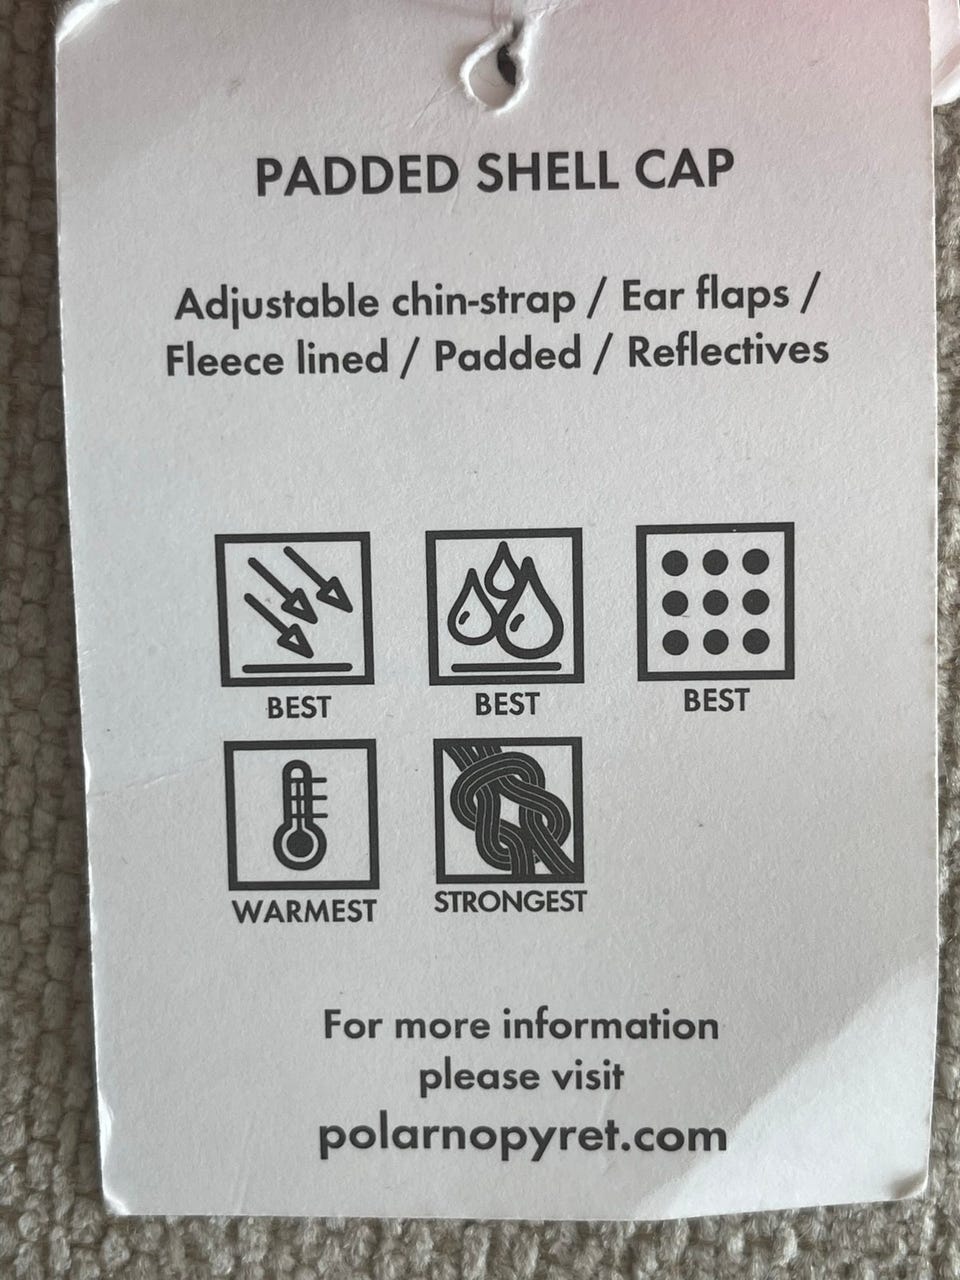 PADDED SHELL CAP
Adjustable chin-strap / Ear flaps /
Fleece lined / Padded / Reflectives
BEST BEST BEST
WARMEST STRONGEST
For more information
please visit
polarnopyret.com